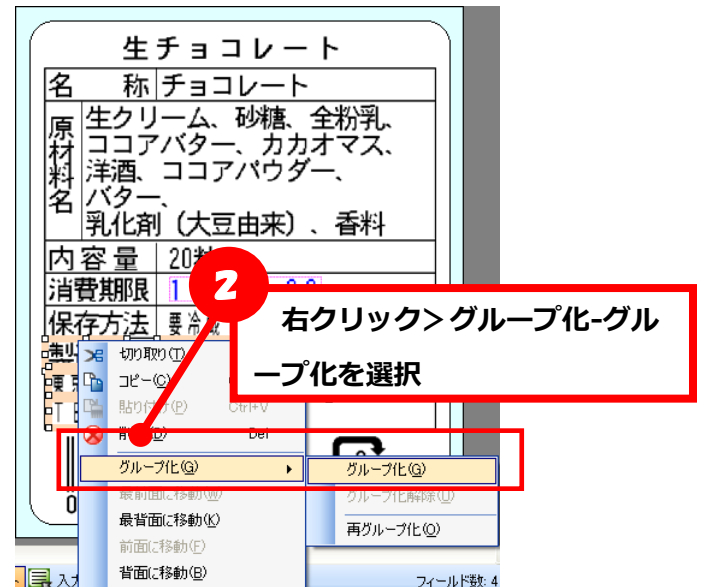 生チョコレート
名 称 チョコレート
原材料名 生クリーム、砂糖、全粉乳、
ココアバター、カカオマス、
洋酒、ココアパウダー、
バター、
乳化剤（大豆由来）、香料
内容量 20
消費期限 1
保存方法 要冷蔵
2
右クリック＞グループ化-グル
ープ化を選択
切り取り(T)
コピー(C)
貼り付け(P) Ctrl+V
Del
グループ化(G)
グループ化(G)
最前面に移動(W)
グループ化解除(U)
最背面に移動(K)
再グループ化(O)
前面に移動(F)
背面に移動(B)
0
入力
フィールド数: 4